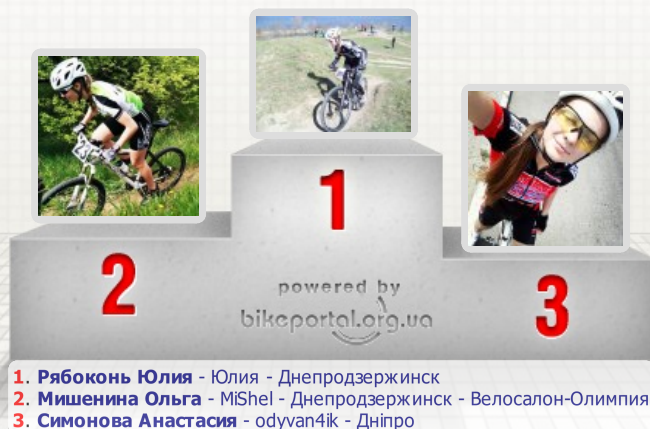 1
2
3
powered by
bikeportal.org.ua
1. Рябоконь Юлия - Юлия - Днепродзержинск
2. Мишенина Ольга - MiShel - Днепродзержинск - Велосалон-Олимпия
3. Симонова Анастасия - odyvan4ik - Дніпро